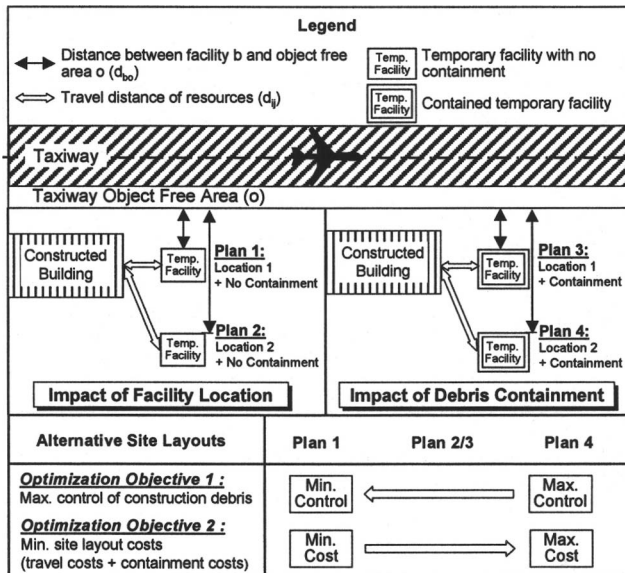 Legend
Distance between facility b and object free
area o (dbo)
Travel distance of resources (dij)
Temp.
Facility
Temporary facility with no
containment
Temp.
Facility
Contained temporary facility
Taxiway
Taxiway Object Free Area (o)
Constructed
Building
Temp.
Facility
Plan 1:
Location 1
+ No Containment
Temp.
Facility
Plan 2:
Location 2
+ No Containment
Impact of Facility Location
Constructed
Building
Temp.
Facility
Plan 3:
Location 1
+ Containment
Temp.
Facility
Plan 4:
Location 2
+ Containment
Impact of Debris Containment
Alternative Site Layouts Plan 1 Plan 2/3 Plan 4
Optimization Objective 1 :
Max. control of construction debris
Min.
Control
Max.
Control
Optimization Objective 2 :
Min. site layout costs
(travel costs + containment costs)
Min.
Cost
Max.
Cost